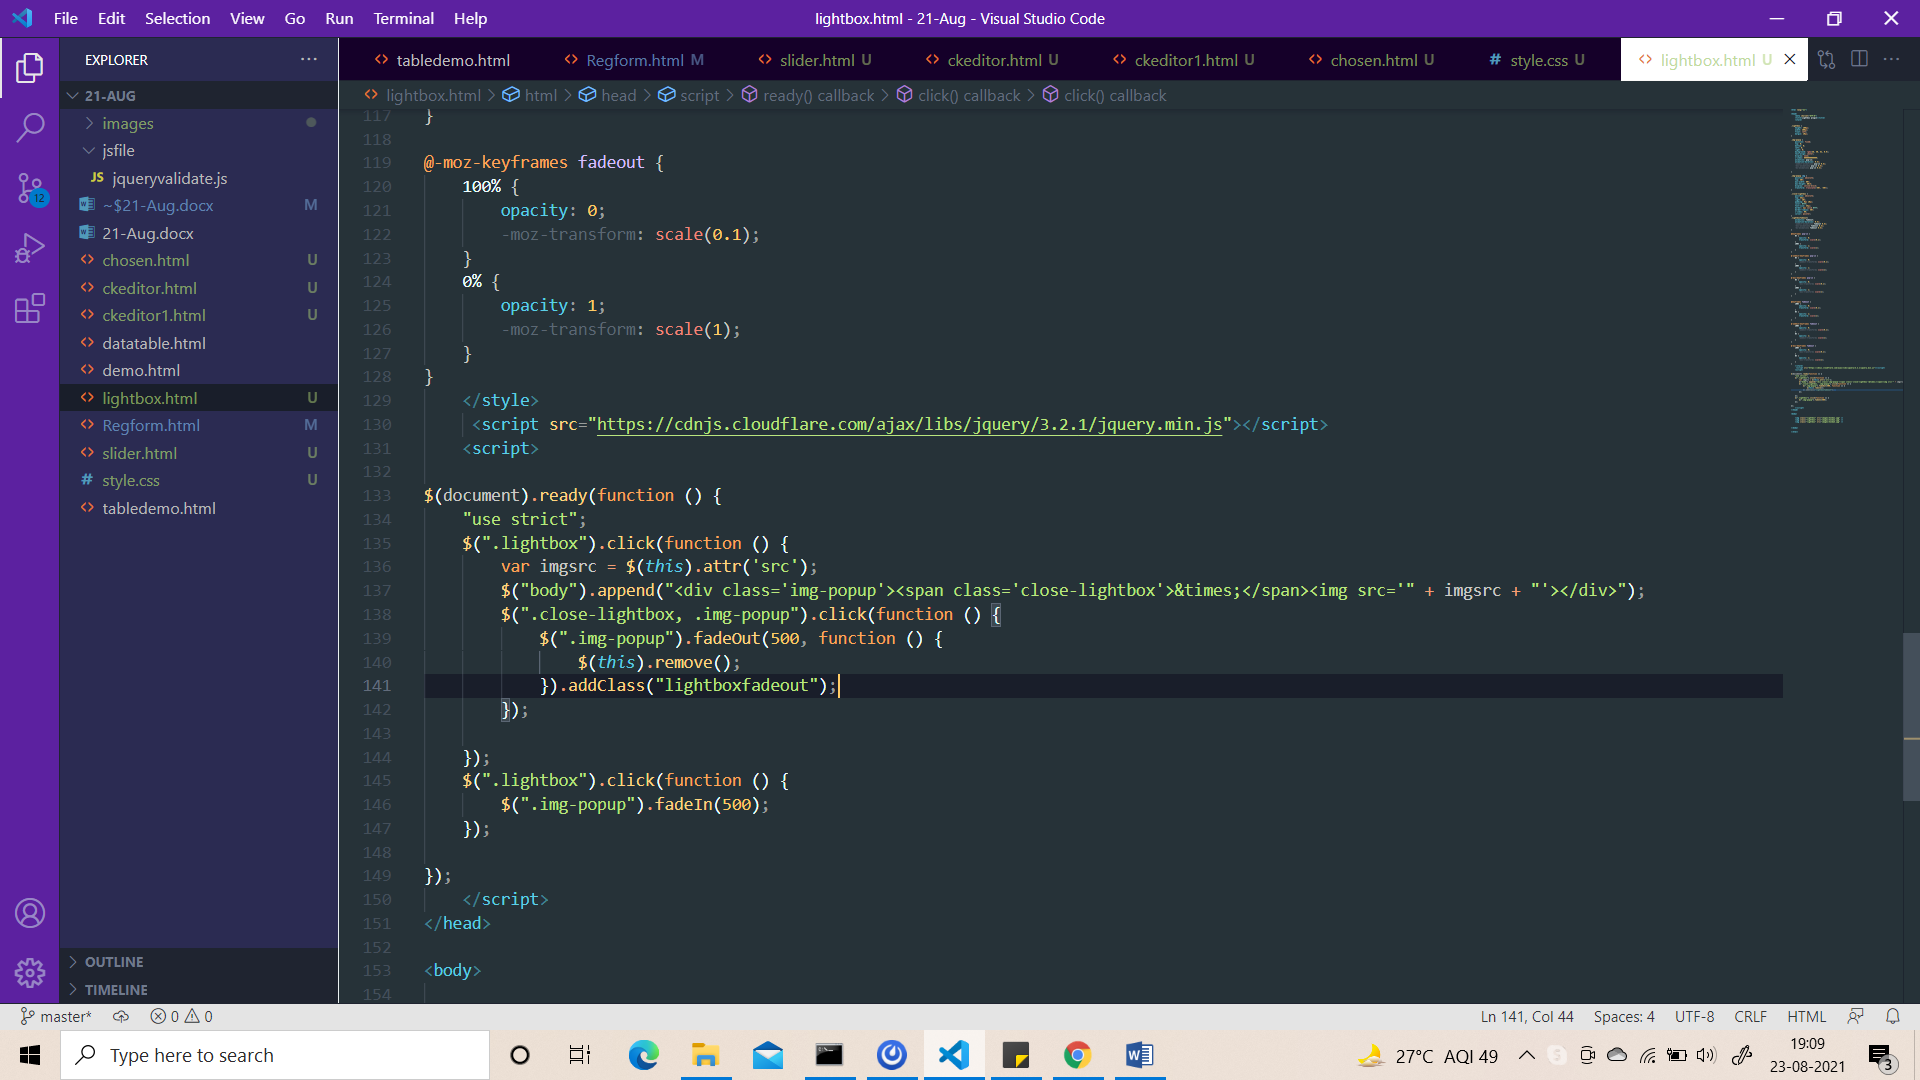 File Edit Selection View Go Run Terminal Help
lightbox.html - 21-Aug - Visual Studio Code
EXPLORER
tabledemo.html Regform.html M slider.html U ckeditor.html U ckeditor1.html U chosen.html U # style.css U lightbox.html U
lightbox.html > html > head > script > ready() callback > click() callback > click() callback
21-AUG
images
jsfile
JS jqueryvalidate.js
~$21-Aug.docx M
21-Aug.docx
chosen.html U
ckeditor.html U
ckeditor1.html U
datatable.html
demo.html
lightbox.html U
Regform.html M
slider.html U
# style.css U
tabledemo.html
OUTLINE
TIMELINE
12
117 }
118
119 @-moz-keyframes fadeout {
120 100% {
121 opacity: 0;
122 -moz-transform: scale(0.1);
123 }
124 0% {
125 opacity: 1;
126 -moz-transform: scale(1);
127 }
128 }
129 </style>
130 <script src="https://cdnjs.cloudflare.com/ajax/libs/jquery/3.2.1/jquery.min.js"></script>
131 <script>
132
133 $(document).ready(function () {
134 "use strict";
135 $(".lightbox").click(function () {
136 var imgsrc = $(this).attr('src');
137 $("body").append("<div class='img-popup'><span class='close-lightbox'>&times;</span><img src='" + imgsrc + "'></div>");
138 $(".close-lightbox, .img-popup").click(function () {
139 $(".img-popup").fadeOut(500, function () {
140 $(this).remove();
141 }).addClass("lightboxfadeout");
142 });
143
144 });
145 $(".lightbox").click(function () {
146 $(".img-popup").fadeIn(500);
147 });
148
149 });
150 </script>
151 </head>
152
153 <body>
154
master* 0 0 Ln 141, Col 44 Spaces: 4 UTF-8 CRLF HTML
Type here to search
27°C AQI 49
19:09
23-08-2021
3